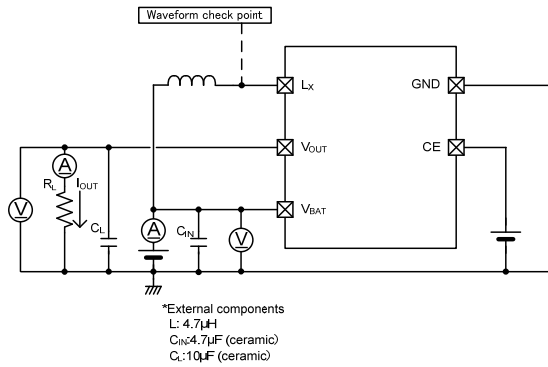 Waveform check point
LX
GND
VOUT
CE
A
RL
IOUT
V
CL
VBAT
A
CIN
V
*External components
L: 4.7μH
CIN:4.7μF (ceramic)
CL:10μF (ceramic)